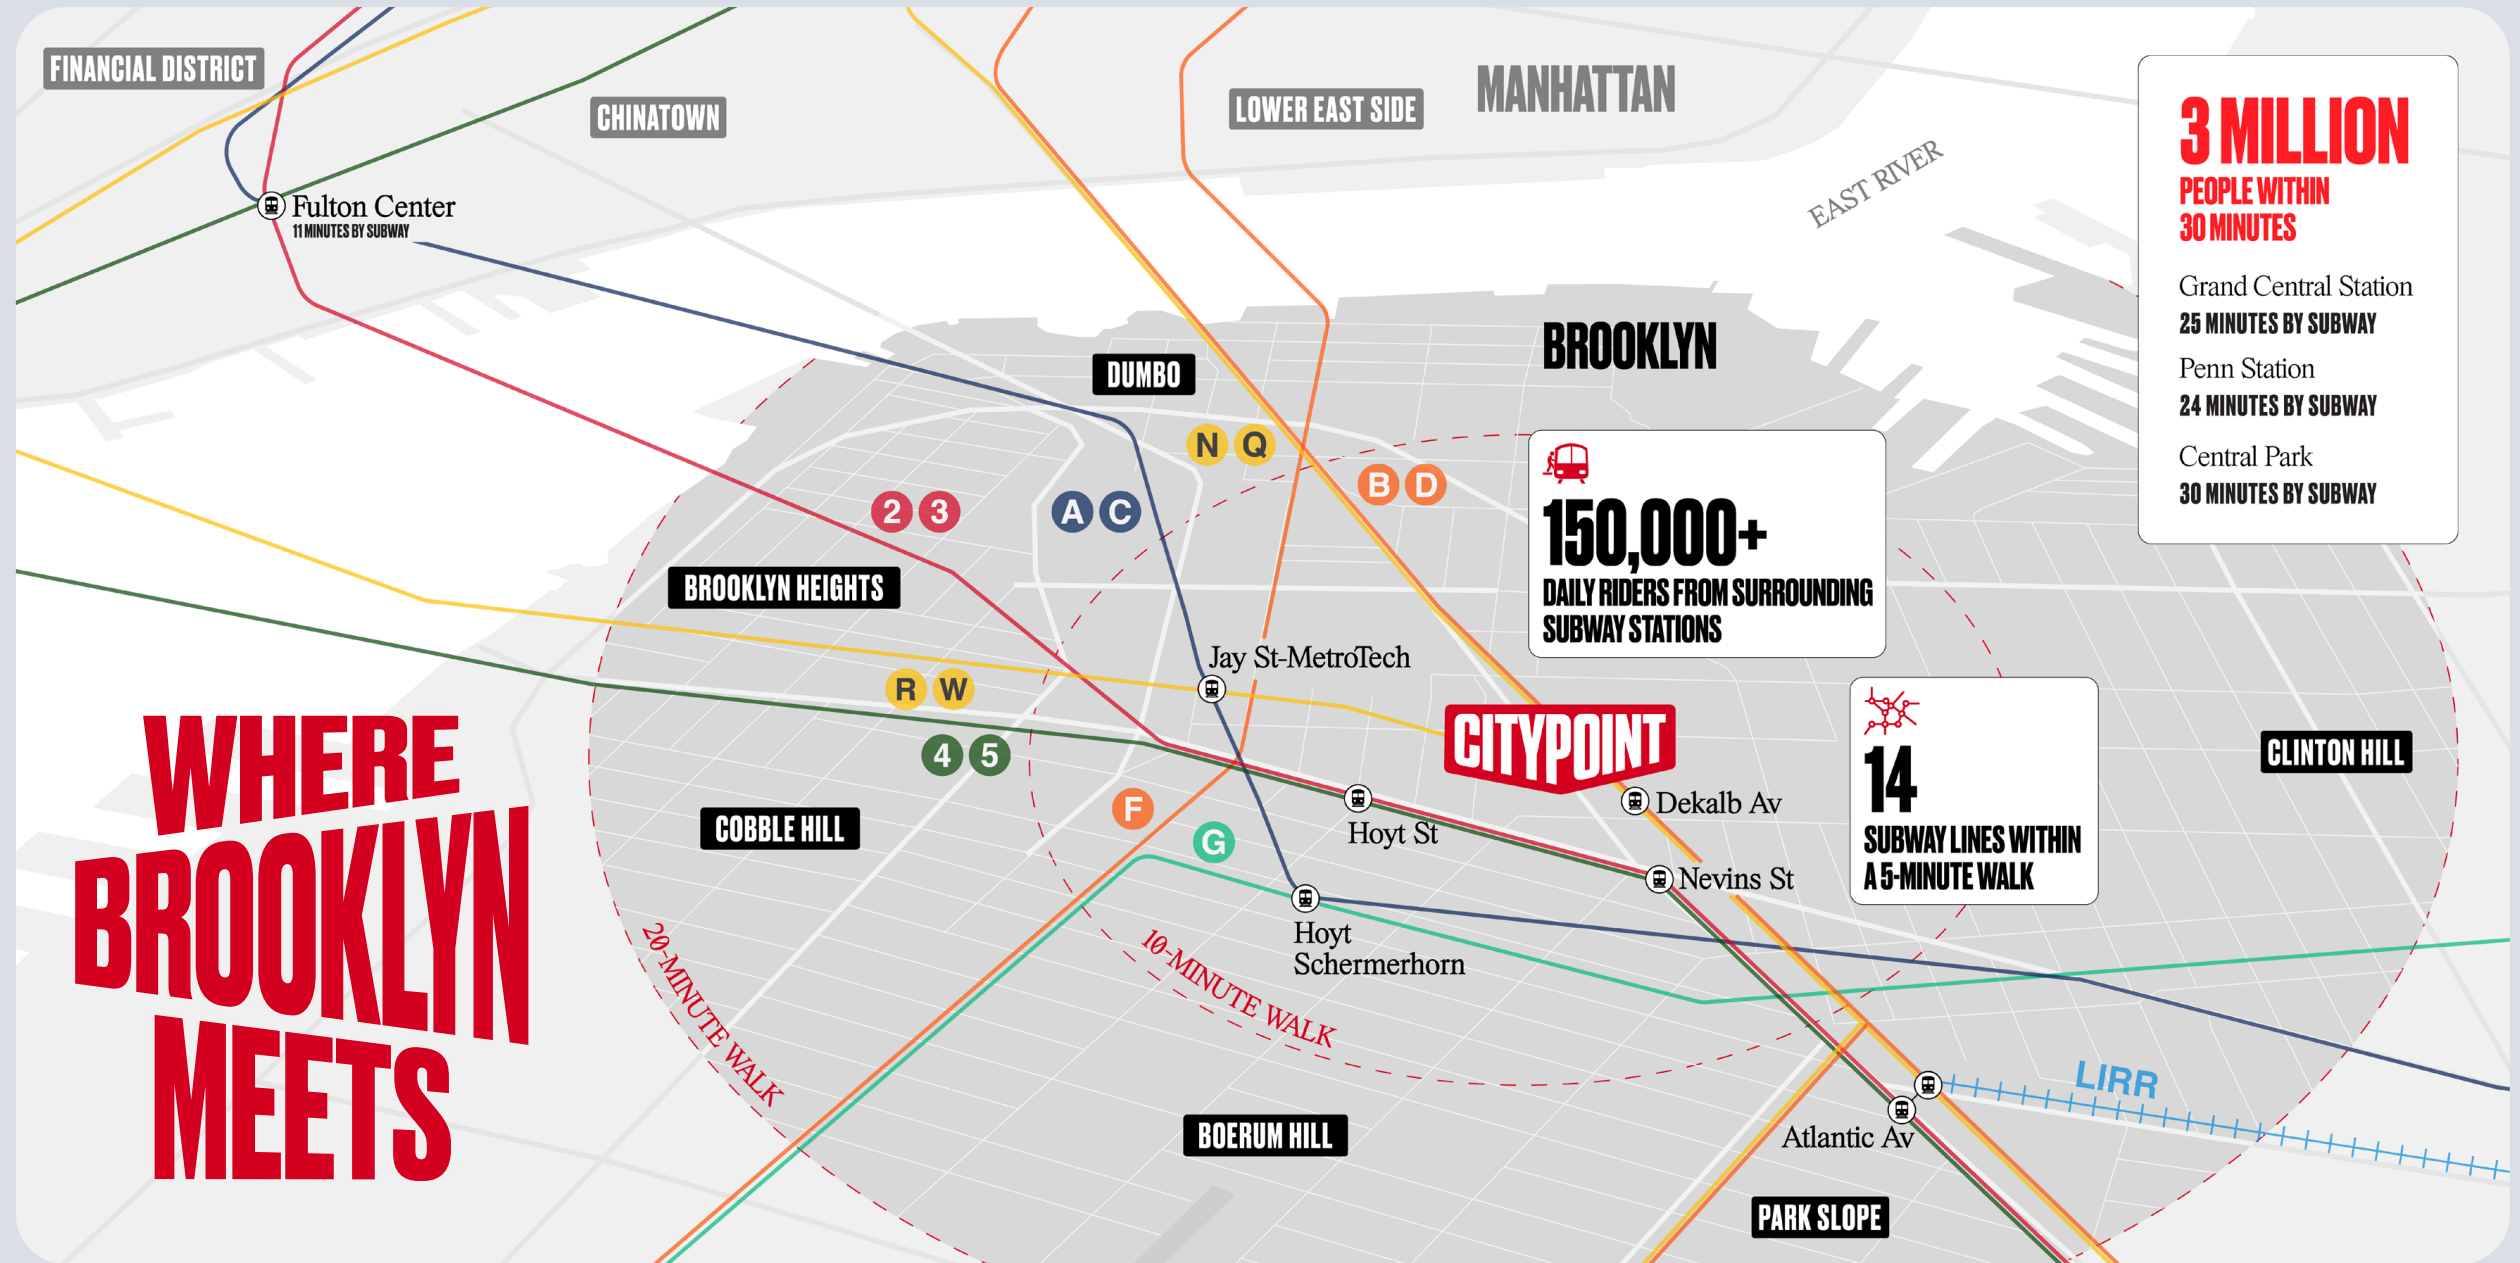 FINANCIAL DISTRICT
CHINATOWN
LOWER EAST SIDE
MANHATTAN
EAST RIVER
Fulton Center
11 MINUTES BY SUBWAY
3 MILLION
PEOPLE WITHIN
30 MINUTES
Grand Central Station
25 MINUTES BY SUBWAY
Penn Station
24 MINUTES BY SUBWAY
Central Park
30 MINUTES BY SUBWAY
DUMBO
BROOKLYN
N Q
B D
2 3
A C
150,000+
DAILY RIDERS FROM SURROUNDING
SUBWAY STATIONS
BROOKLYN HEIGHTS
Jay St-MetroTech
R W
4 5
CITYPOINT
14
SUBWAY LINES WITHIN
A 5-MINUTE WALK
CLINTON HILL
COBBLE HILL
F
G
Hoyt St
Dekalb Av
Nevins St
Hoyt
Schermerhorn
WHERE
BROOKLYN
MEETS
20-MINUTE WALK
10-MINUTE WALK
LIRR
BOERUM HILL
Atlantic Av
PARK SLOPE